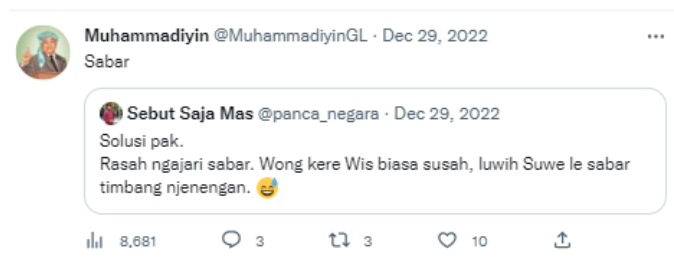 Muhammadiyin @MuhammadiyinGL · Dec 29, 2022
Sabar
Sebut Saja Mas @panca_negara · Dec 29, 2022
Solusi pak.
Rasah ngajari sabar. Wong kere Wis biasa susah, luwih Suwe le sabar
timbang njenengan. 😅
8,681 3 3 10